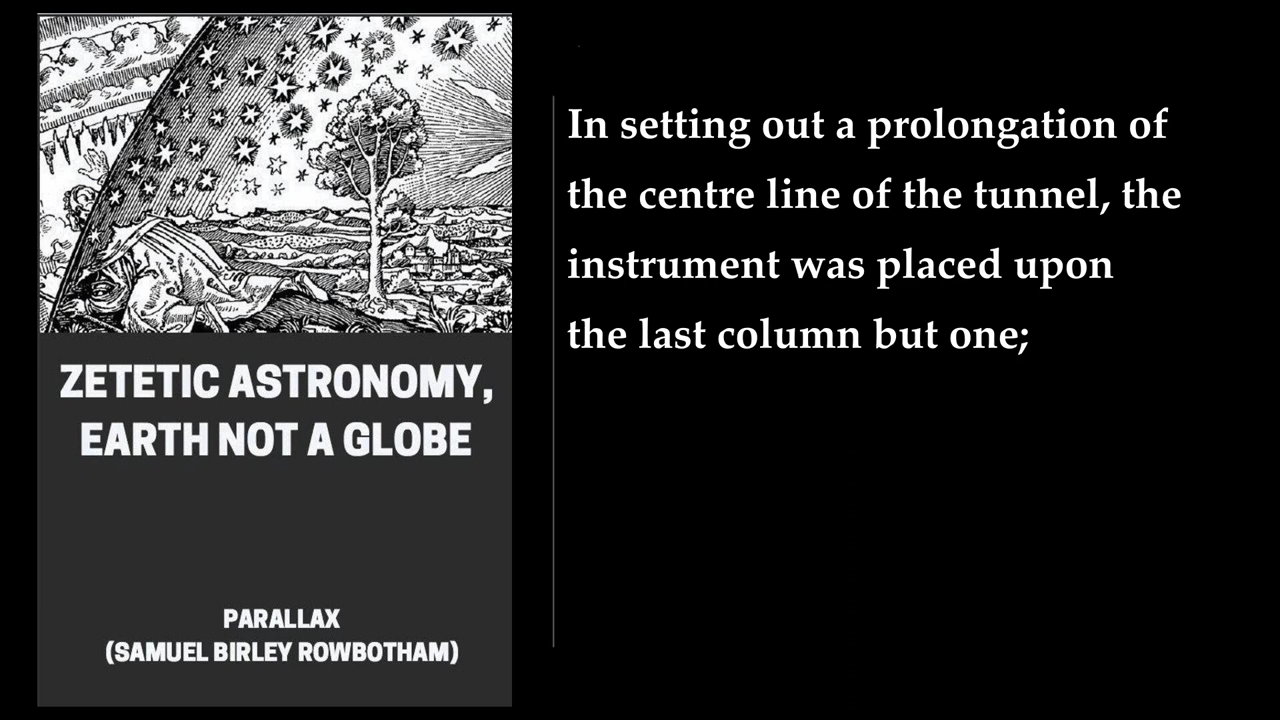 ZETETIC ASTRONOMY,
EARTH NOT A GLOBE
PARALLAX
(SAMUEL BIRLEY ROWBOTHAM)
In setting out a prolongation of
the centre line of the tunnel, the
instrument was placed upon
the last column but one;